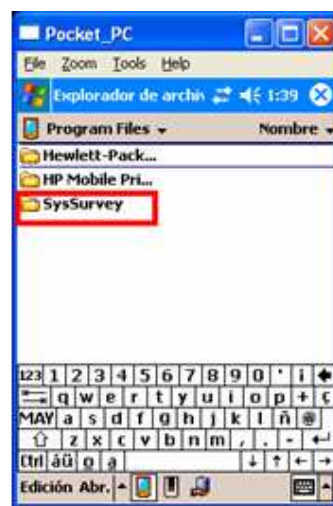 Pocket_PC
File Zoom Tools Help
Explorador de archiv 1:39
Program Files Nombre
Hewlett-Pack...
HP Mobile Pri...
SysSurvey
123 1 2 3 4 5 6 7 8 9 0 ' ¡
q w e r t y u i o p + ç
MAY a s d f g h j k l ñ @
z x c v b n m , . -
Ctrl áü º ª
Edición Abr.